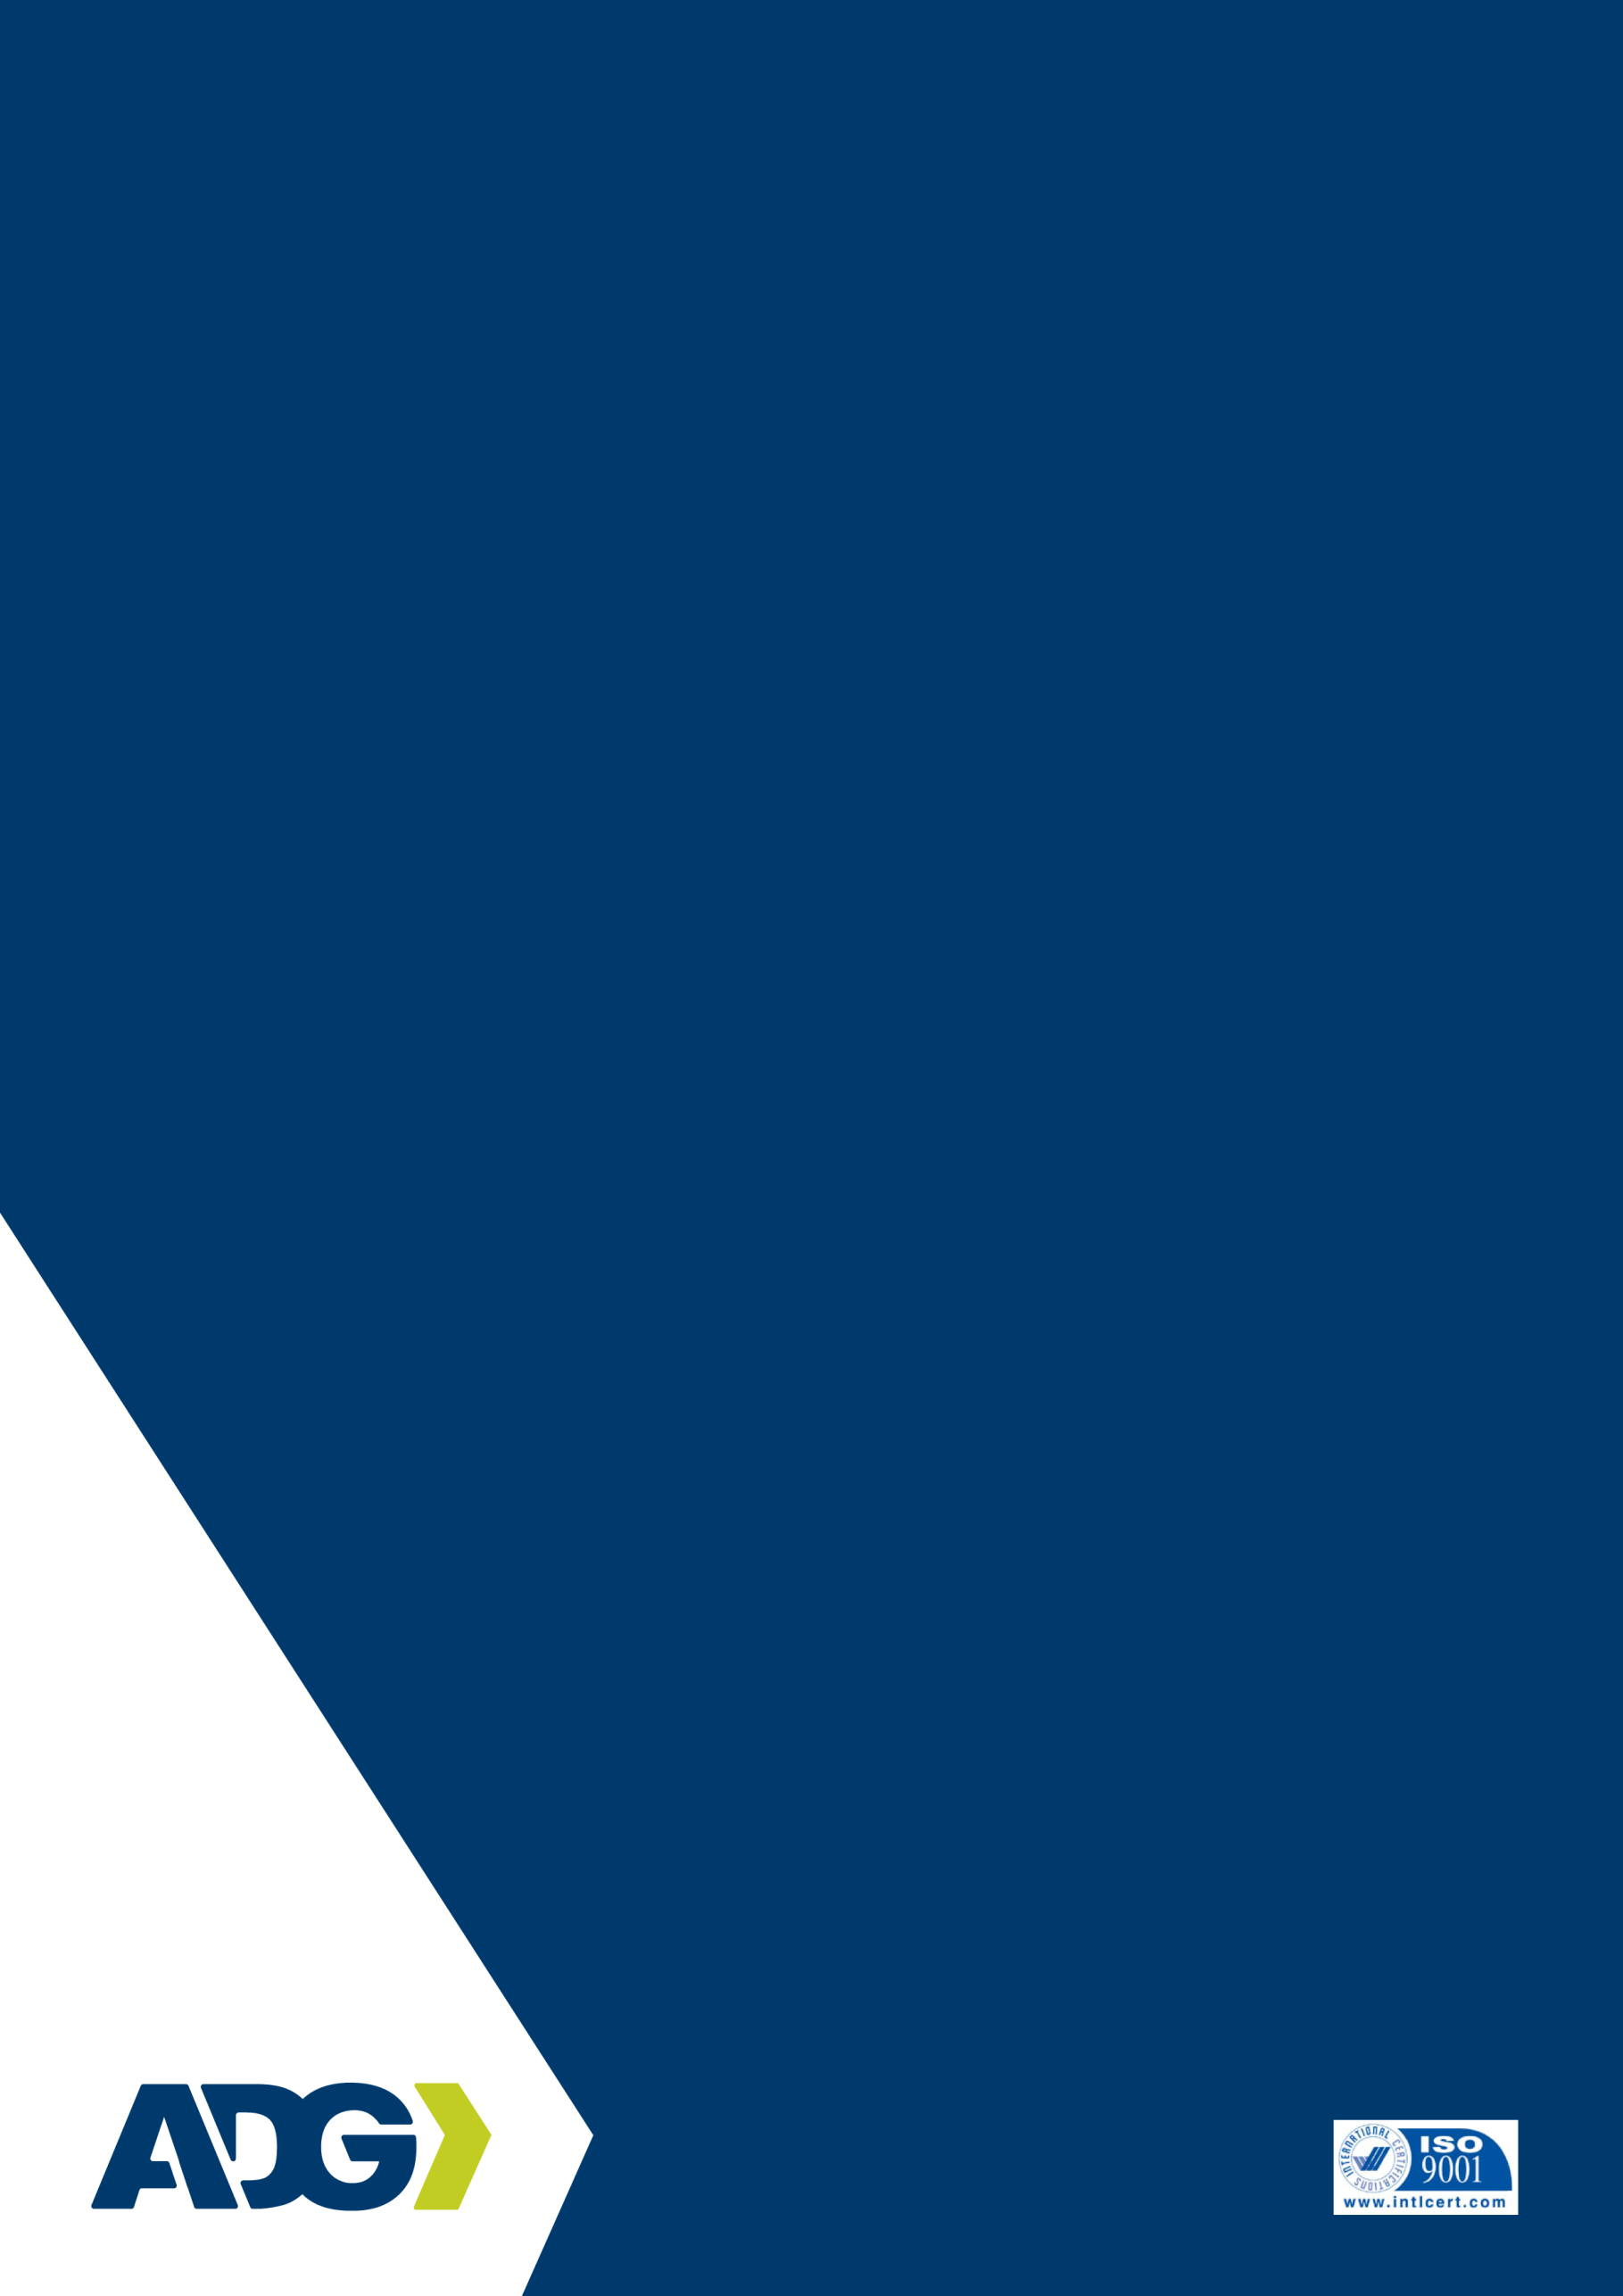 ADG
INTERNATIONAL CERTIFICATIONS
ISO
9001
www.intlcert.com